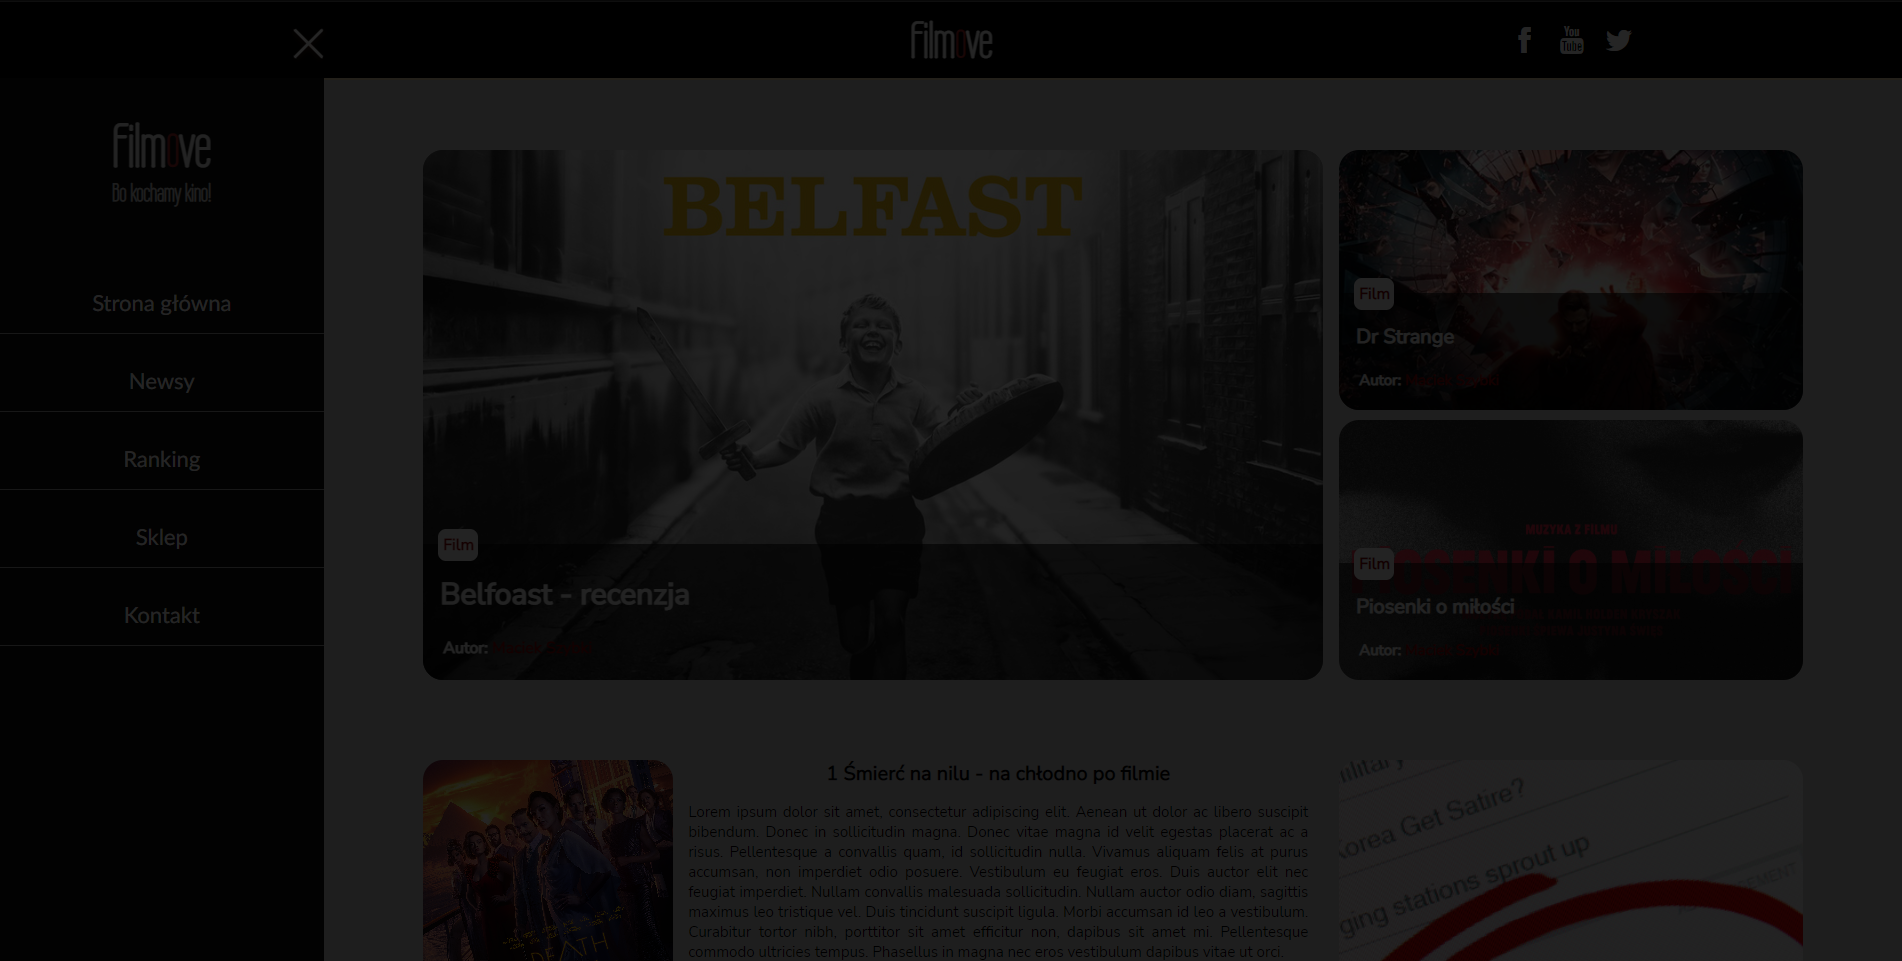 Filmove
You
Tube
Filmove
Bo kochamy kino!
Strona główna
Newsy
Ranking
Sklep
Kontakt
BELFAST
Film
Belfoast - recenzja
Autor:
Film
Dr Strange
Autor:
MUZYKA Z FILMU
PIOSENKI O MIŁOŚCI
Film
Piosenki o miłości
Autor:
1 Śmierć na nilu - na chłodno po filmie
Lorem ipsum dolor sit amet, consectetur adipiscing elit. Aenean ut dolor ac libero suscipit
bibendum. Donec in sollicitudin magna. Donec vitae magna id velit egestas placerat ac a
risus. Pellentesque a convallis quam, id sollicitudin nulla. Vivamus aliquam felis at purus
accumsan, non imperdiet odio posuere. Vestibulum eu feugiat eros. Duis auctor elit nec
feugiat imperdiet. Nullam convallis malesuada sollicitudin. Nullam auctor odio diam, sagittis
maximus leo tristique vel. Duis tincidunt suscipit ligula. Morbi accumsan id leo a vestibulum.
Curabitur tortor nibh, porttitor sit amet efficitur non, dapibus sit amet mi. Pellentesque
commodo ultricies tempus. Phasellus in magna nec eros vestibulum dapibus vitae ut orci.
DEATH
ilitary
Korea Get Satire?
ging stations sprout up